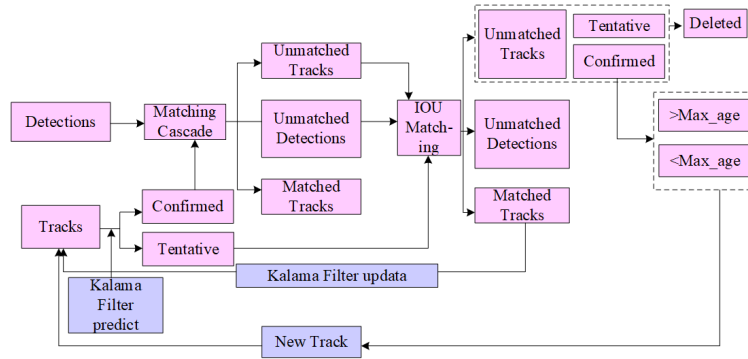 Unmatched
Tracks
Tentative
Deleted
Confirmed
Unmatched
Tracks
Detections
Matching
Cascade
Unmatched
Detections
IOU
Match-
ing
Unmatched
Detections
>Max_age
<Max_age
Matched
Tracks
Confirmed
Matched
Tracks
Tracks
Tentative
Kalama Filter updata
Kalama
Filter
predict
New Track